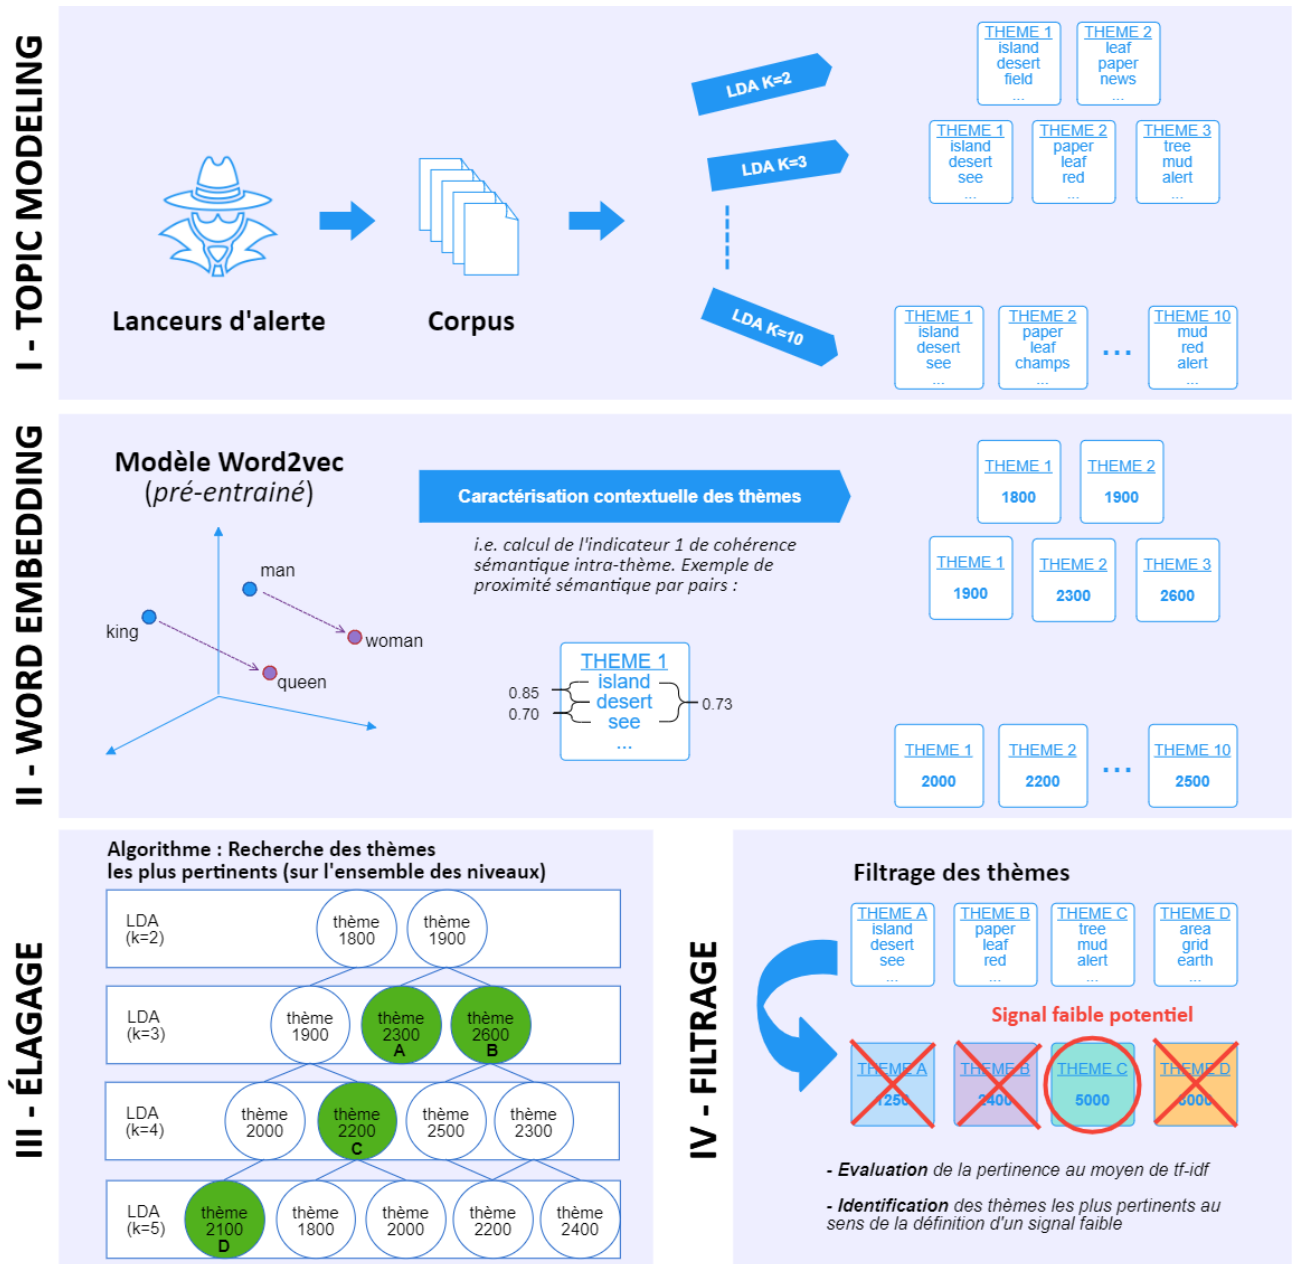 I - TOPIC MODELING
Lanceurs d'alerte
Corpus
LDA K=2
LDA K=3
LDA K=10
THEME 1
island
desert
field
...
THEME 2
leaf
paper
news
...
THEME 1
island
desert
see
...
THEME 2
paper
leaf
red
...
THEME 3
tree
mud
alert
...
THEME 1
island
desert
see
...
THEME 2
paper
leaf
champs
...
...
THEME 10
mud
red
alert
...
II - WORD EMBEDDING
Modèle Word2vec
(pré-entrainé)
man
king
woman
queen
Caractérisation contextuelle des thèmes
i.e. calcul de l'indicateur 1 de cohérence
sémantique intra-thème. Exemple de
proximité sémantique par pairs :
THEME 1
island
desert
see
...
0.85
0.70
0.73
THEME 1
1800
THEME 2
1900
THEME 1
1900
THEME 2
2300
THEME 3
2600
THEME 1
2000
THEME 2
2200
...
THEME 10
2500
III - ÉLAGAGE
Algorithme : Recherche des thèmes
les plus pertinents (sur l'ensemble des niveaux)
LDA
(k=2)
thème
1800
thème
1900
LDA
(k=3)
thème
1900
thème
2300
A
thème
2600
B
LDA
(k=4)
thème
2000
thème
2200
C
thème
2500
thème
2300
LDA
(k=5)
thème
2100
D
thème
1800
thème
2000
thème
2200
thème
2400
IV - FILTRAGE
Filtrage des thèmes
THEME A
island
desert
see
...
THEME B
paper
leaf
red
...
THEME C
tree
mud
alert
...
THEME D
area
grid
earth
...
Signal faible potentiel
THEME A
1250
THEME B
2400
THEME C
5000
THEME D
3000
- Evaluation de la pertinence au moyen de tf-idf
- Identification des thèmes les plus pertinents au
sens de la définition d'un signal faible